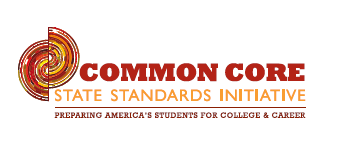 COMMON CORE
STATE STANDARDS INITIATIVE
PREPARING AMERICA'S STUDENTS FOR COLLEGE & CAREER